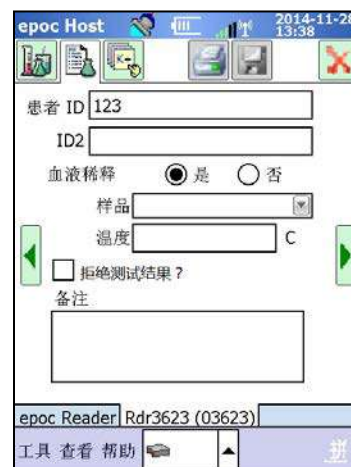 epoc Host 2014-11-28
13:38
患者 ID 123
ID2
血液稀释 是 否
样品
温度 C
拒绝测试结果？
备注
epoc Reader Rdr3623 (03623)
工具 查看 帮助 拼